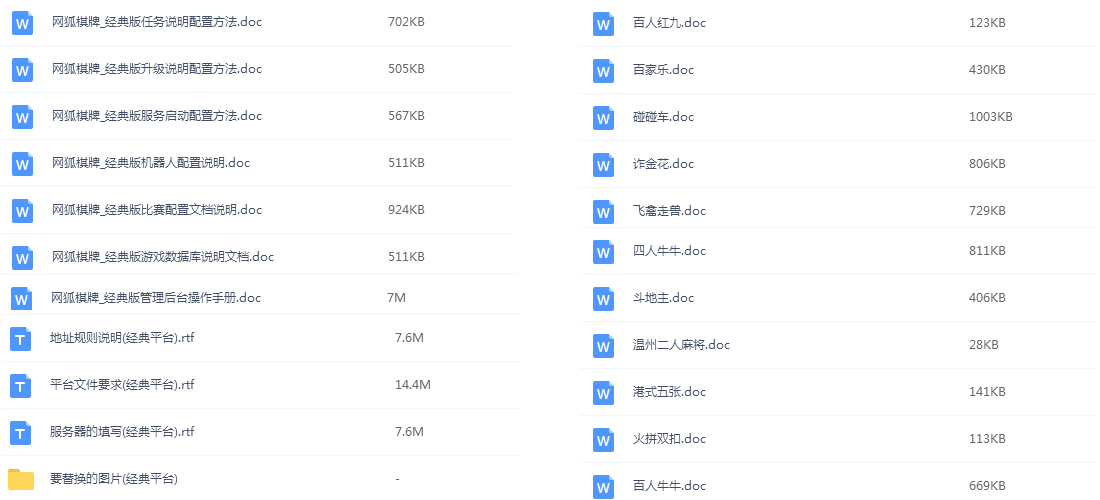 网狐棋牌_经典版任务说明配置方法.doc 702KB
网狐棋牌_经典版升级说明配置方法.doc 505KB
网狐棋牌_经典版服务启动配置方法.doc 567KB
网狐棋牌_经典版机器人配置说明.doc 511KB
网狐棋牌_经典版比赛配置文档说明.doc 924KB
网狐棋牌_经典版游戏数据库说明文档.doc 511KB
网狐棋牌_经典版管理后台操作手册.doc 7M
地址规则说明(经典平台).rtf 7.6M
平台文件要求(经典平台).rtf 14.4M
服务器的填写(经典平台).rtf 7.6M
要替换的图片(经典平台) -
百人红九.doc 123KB
百家乐.doc 430KB
碰碰车.doc 1003KB
诈金花.doc 806KB
飞禽走兽.doc 729KB
四人牛牛.doc 811KB
斗地主.doc 406KB
温州二人麻将.doc 28KB
港式五张.doc 141KB
火拼双扣.doc 113KB
百人牛牛.doc 669KB